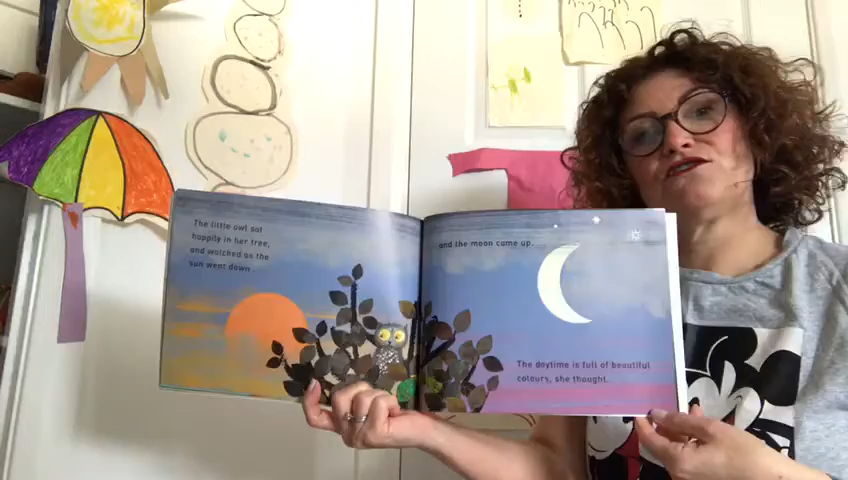 The little owl sat
happily in her tree,
and watched as the
sun went down
and the moon came up.
The daytime is full of beautiful
colours, she thought.